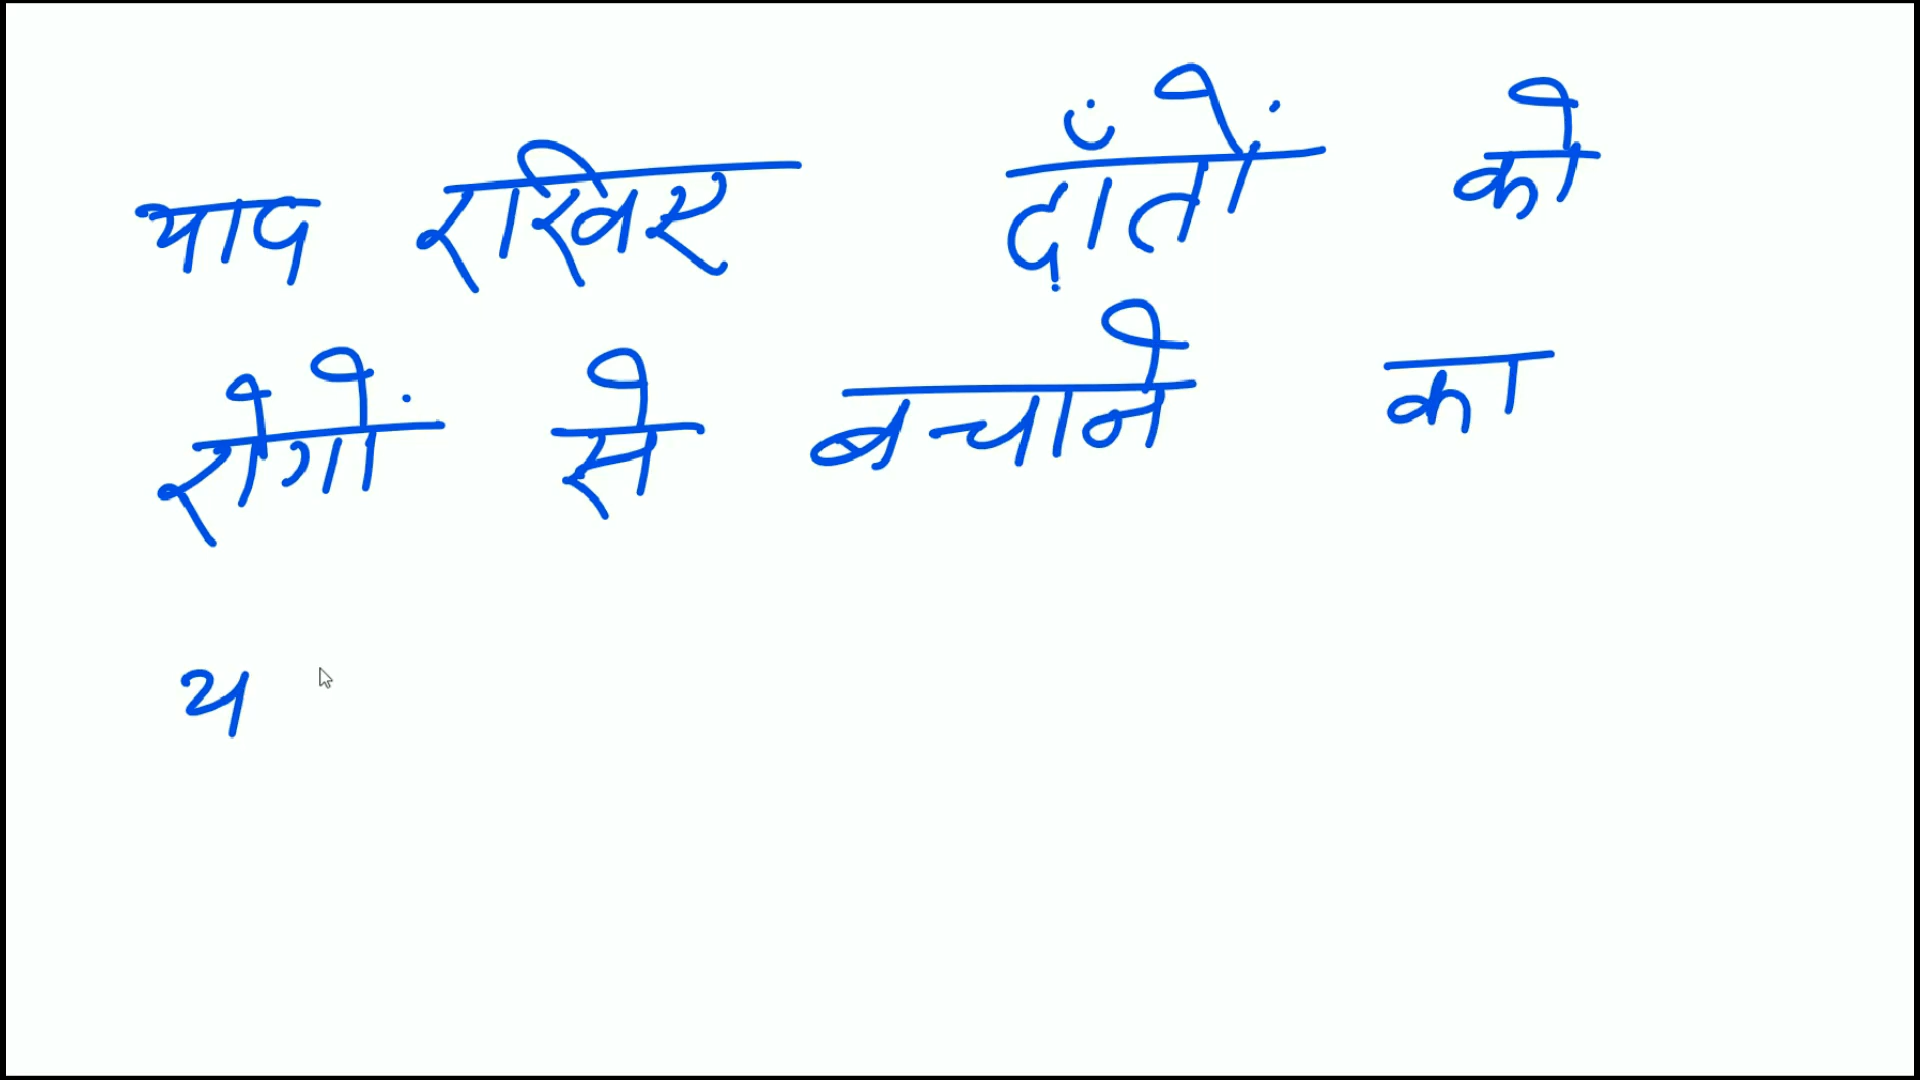 याद रखिए दाँतों को
रोगों से बचाने का
य